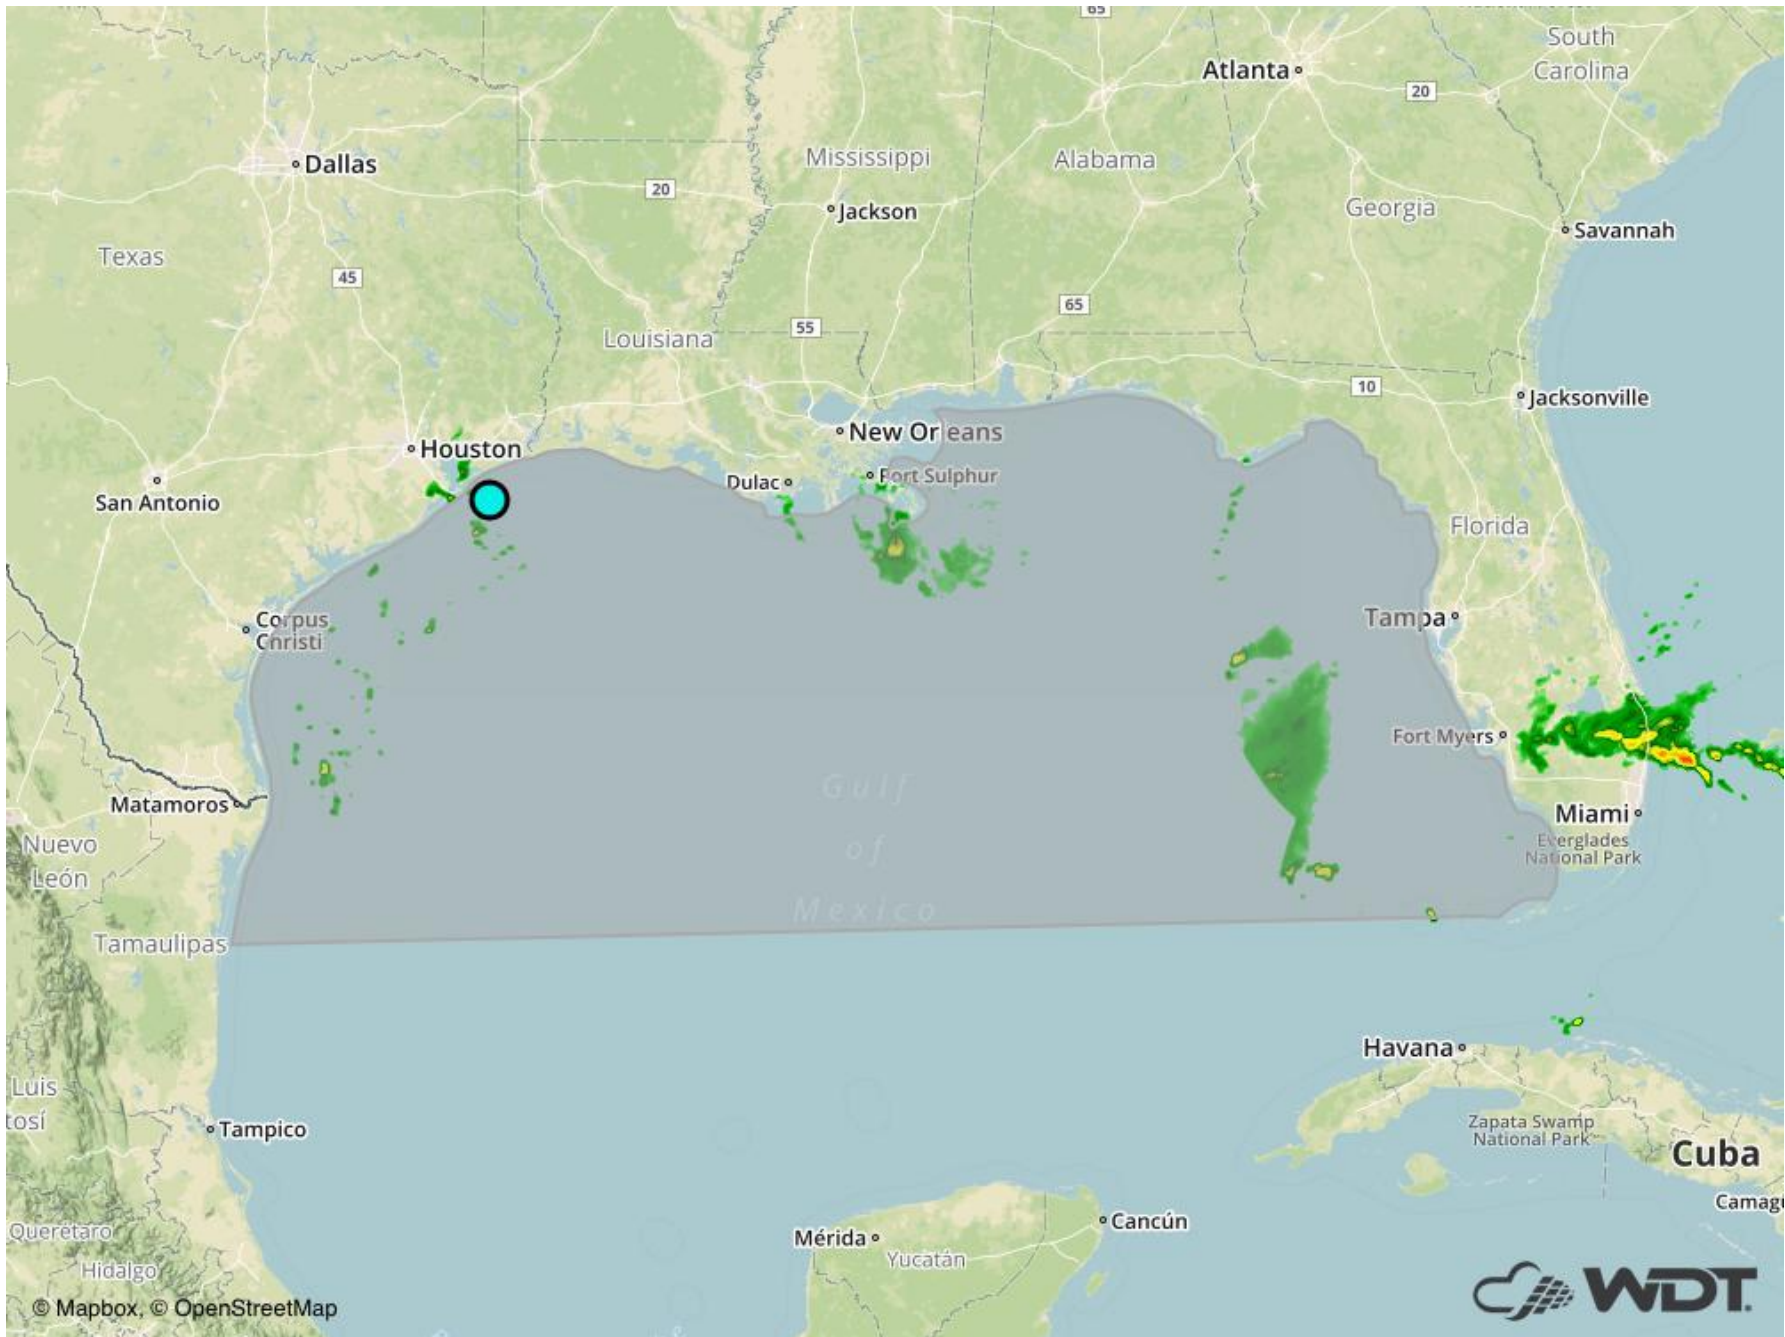 65
South
Carolina
Atlanta
20
Dallas
Mississippi
Alabama
20
Jackson
Georgia
Savannah
Texas
45
65
55
Louisiana
10
Jacksonville
New Orleans
Houston
Fort Sulphur
Dulac
San Antonio
Florida
Corpus
Christi
Tampa
Fort Myers
Gulf
of
Mexico
Matamoros
Miami
Everglades
National Park
Nuevo
León
Tamaulipas
Havana
Luis
tosí
Tampico
Zapata Swamp
National Park
Cuba
Camagü
Cancún
Mérida
Yucatán
Querétaro
Hidalgo
© Mapbox, © OpenStreetMap
WDT